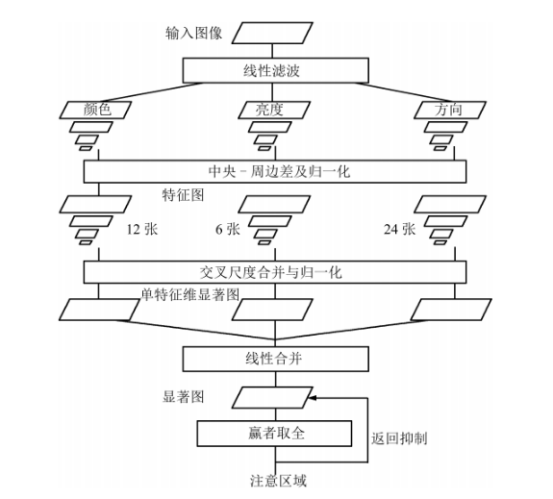 输入图像
线性滤波
颜色
亮度
方向
中央-周边差及归一化
特征图
12 张
6 张
24 张
交叉尺度合并与归一化
单特征维显著图
线性合并
显著图
赢者取全
返回抑制
注意区域